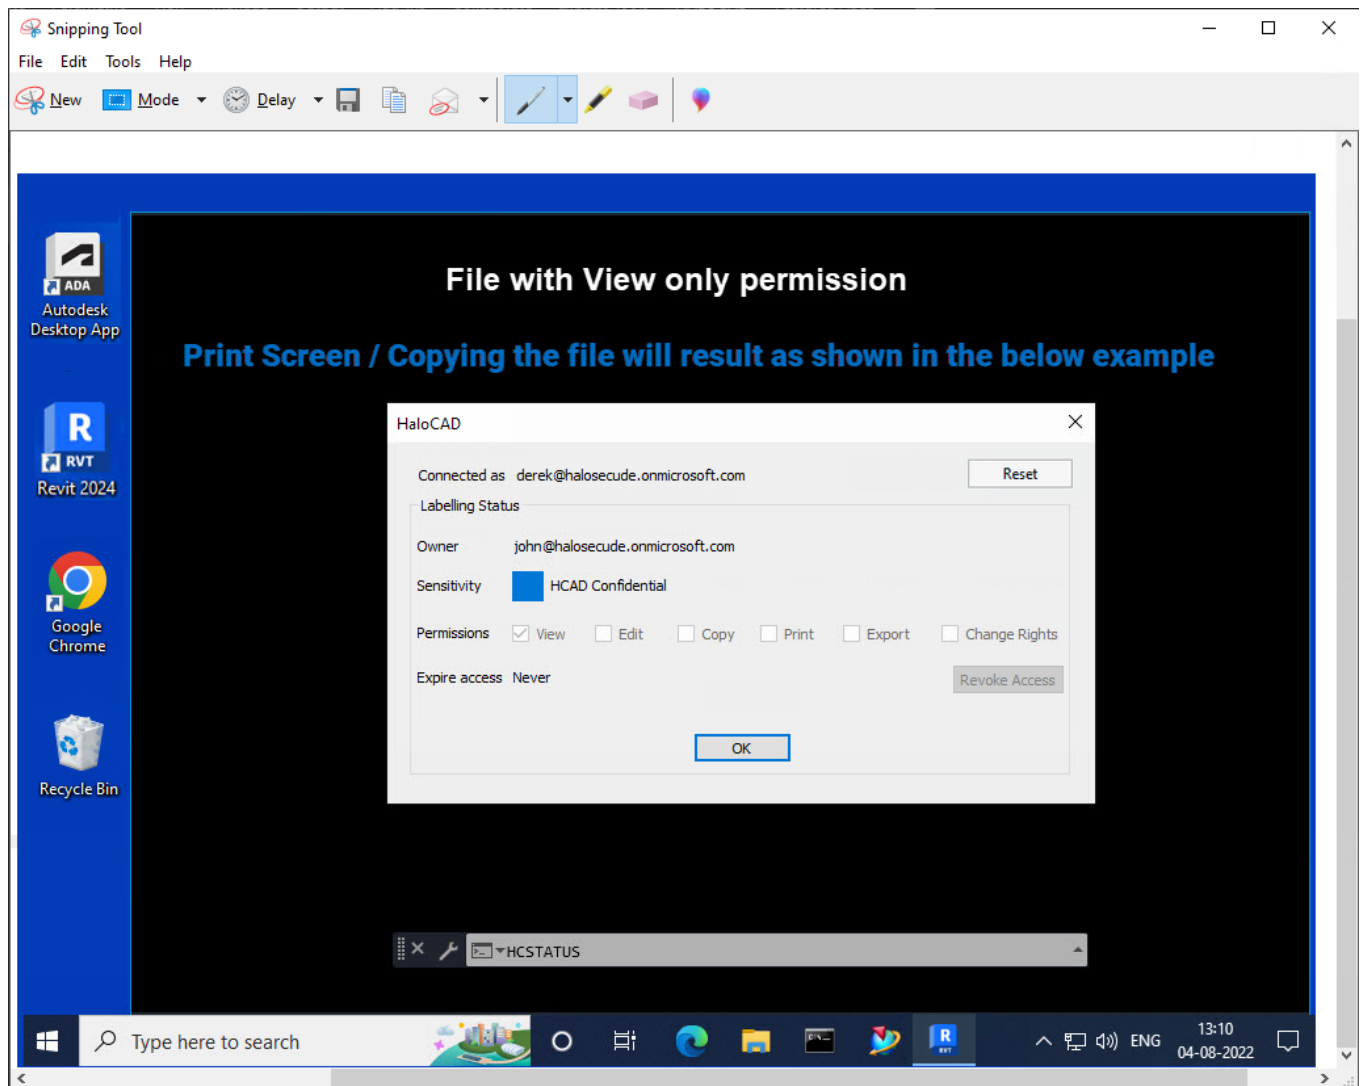 Snipping Tool
File Edit Tools Help
New Mode Delay
File with View only permission
Print Screen / Copying the file will result as shown in the below example
ADA
Autodesk
Desktop App
R
RVT
Revit 2024
Google
Chrome
Recycle Bin
HaloCAD
Connected as derek@halosecude.onmicrosoft.com Reset
Labelling Status
Owner john@halosecude.onmicrosoft.com
Sensitivity HCAD Confidential
Permissions View Edit Copy Print Export Change Rights
Expire access Never Revoke Access
OK
HCSTATUS
Type here to search
R
RVT
ENG
13:10
04-08-2022